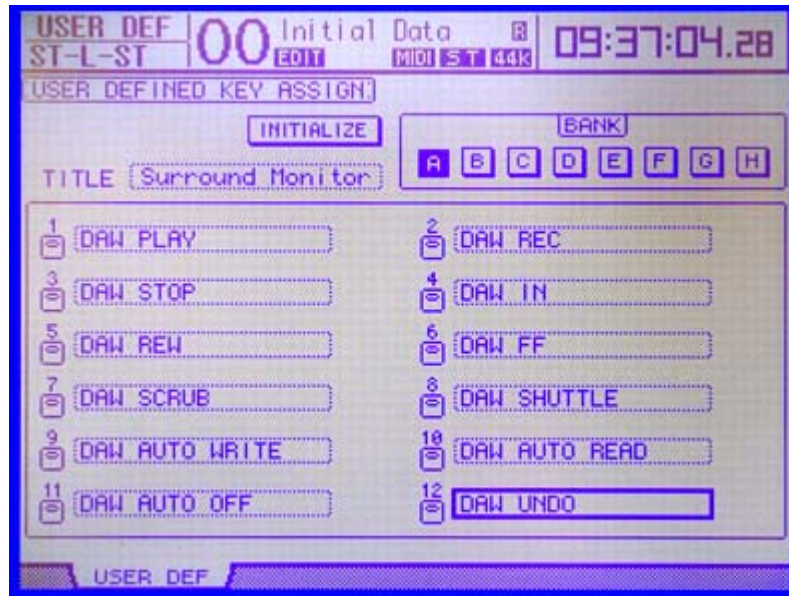 USER DEF 00 Initial Data R 09:37:04.28
ST-L-ST EDIT MIDI ST 44K
USER DEFINED KEY ASSIGN
INITIALIZE BANK
TITLE Surround Monitor A B C D E F G H
1 DAW PLAY 2 DAW REC
3 DAW STOP 4 DAW IN
5 DAW REW 6 DAW FF
7 DAW SCRUB 8 DAW SHUTTLE
9 DAW AUTO WRITE 10 DAW AUTO READ
11 DAW AUTO OFF 12 DAW UNDO
USER DEF